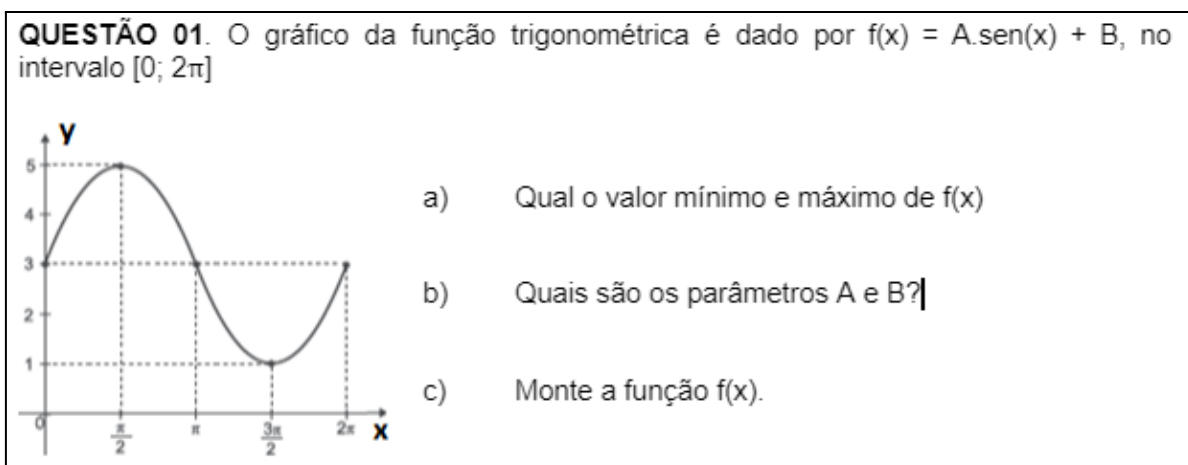 QUESTÃO 01. O gráfico da função trigonométrica é dado por f(x) = A.sen(x) + B, no
intervalo [0; 2π]
y
5
4
3
2
1
0
π/2
π
3π/2
2π
x
a) Qual o valor mínimo e máximo de f(x)
b) Quais são os parâmetros A e B?
c) Monte a função f(x).